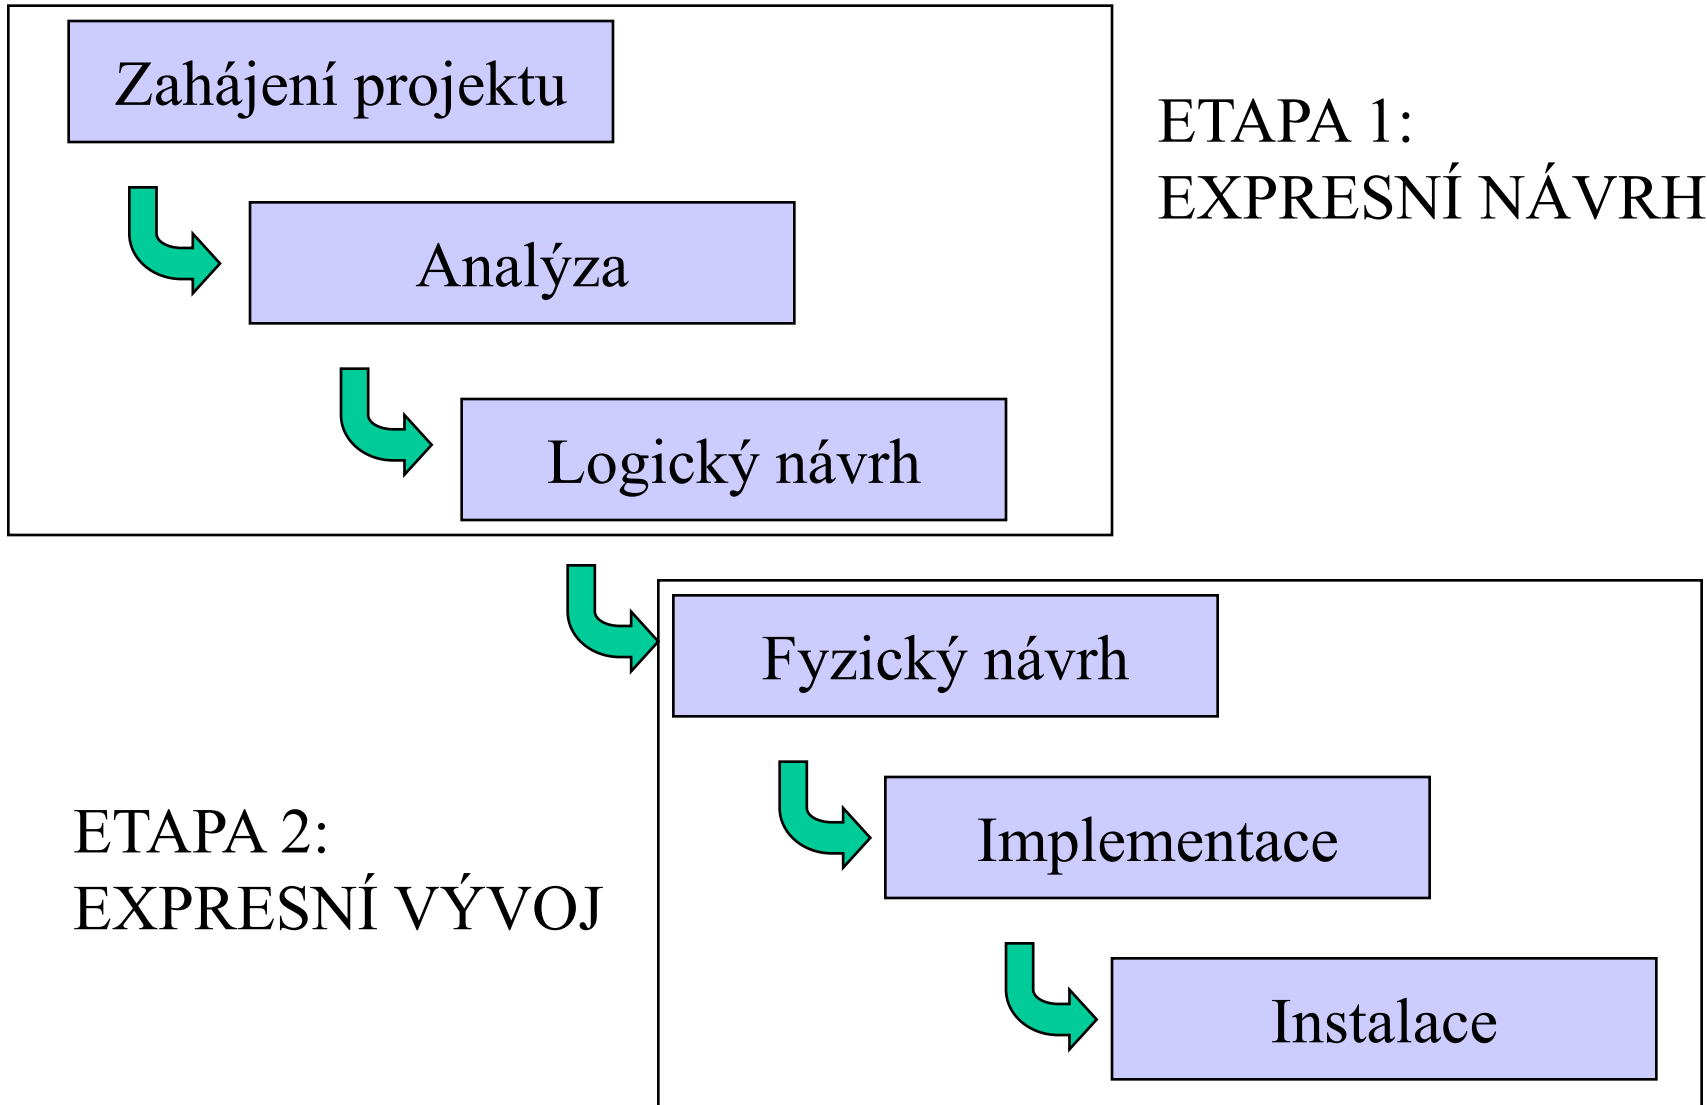 Zahájení projektu
ETAPA 1:
EXPRESNÍ NÁVRH
Analýza
Logický návrh
Fyzický návrh
ETAPA 2:
EXPRESNÍ VÝVOJ
Implementace
Instalace